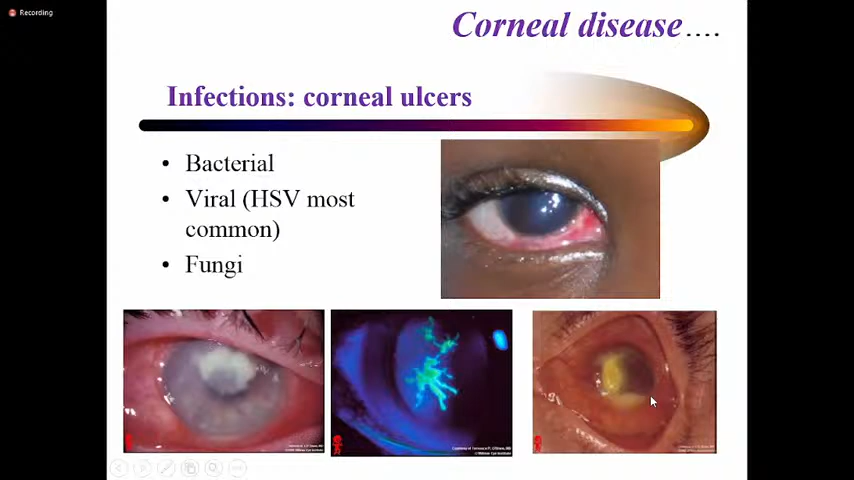 Recording
Corneal disease....
Infections: corneal ulcers
• Bacterial
• Viral (HSV most
common)
• Fungi